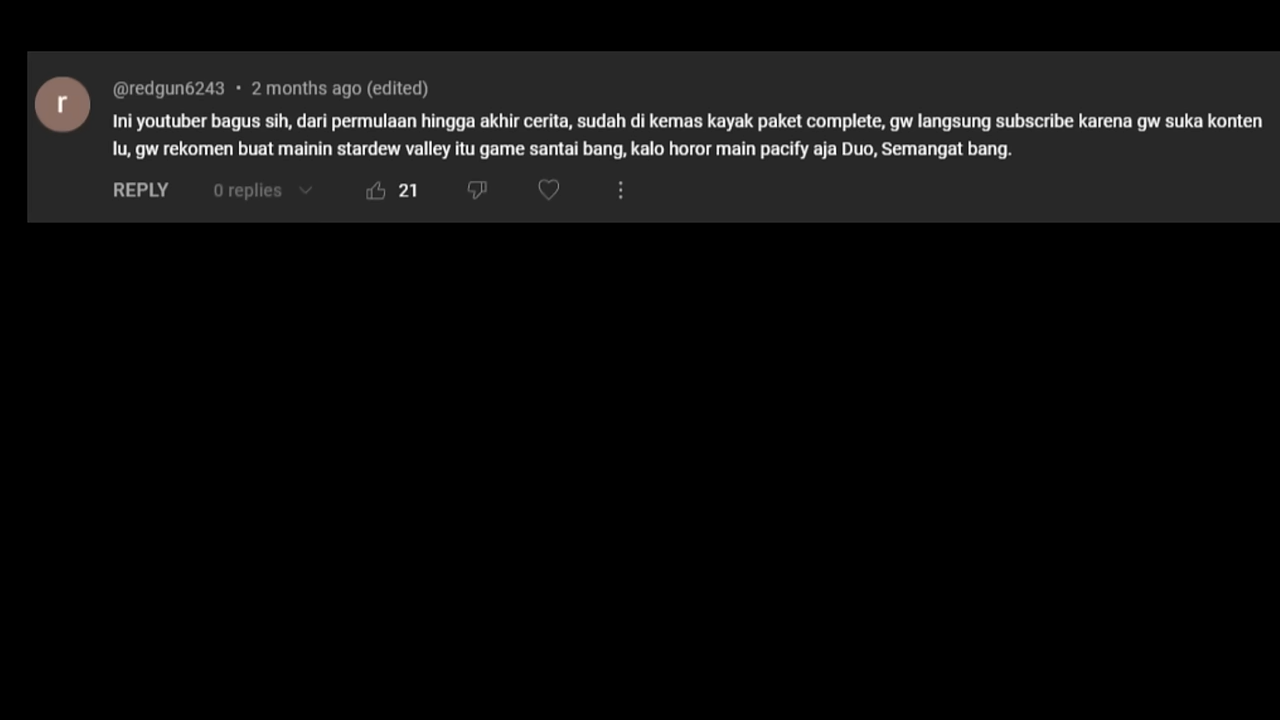 r
@redgun6243 • 2 months ago (edited)
Ini youtuber bagus sih, dari permulaan hingga akhir cerita, sudah di kemas kayak paket complete, gw langsung subscribe karena gw suka konten
lu, gw rekomen buat mainin stardew valley itu game santai bang, kalo horor main pacify aja Duo, Semangat bang.
REPLY 0 replies 21